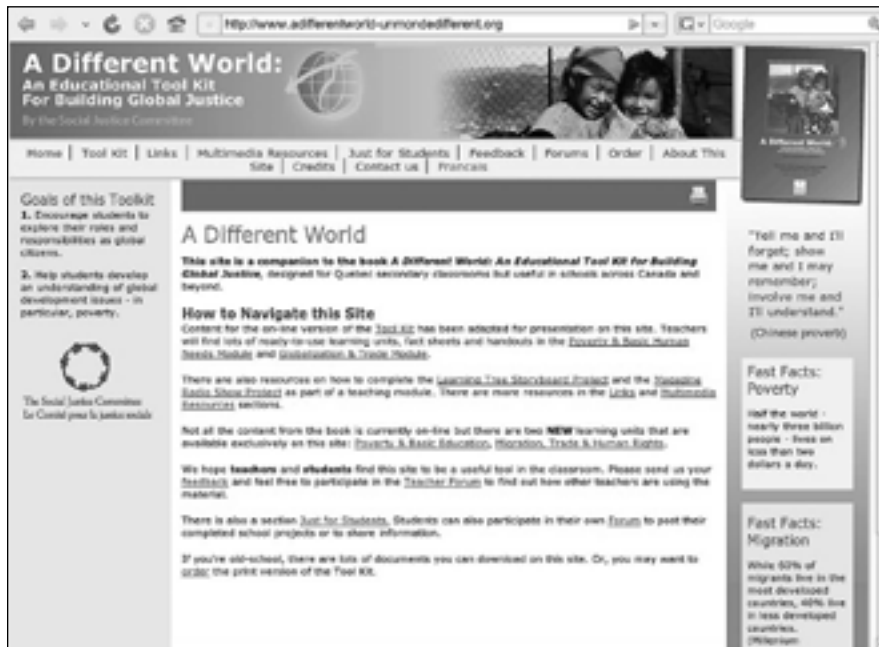 http://www.adifferentworld-unmondedifferent.org
Google
A Different World:
An Educational Tool Kit
For Building Global Justice
By the Social Justice Committee
A Different World
Home | Tool Kit | Links | Multimedia Resources | Just for Students | Feedback | Forums | Order | About This
Site | Credits | Contact us | Francais
Goals of this Toolkit
1. Encourage students to
explore their roles and
responsibilities as global
citizens.
2. Help students develop
an understanding of global
development issues - in
particular, poverty.
The Social Justice Committee
Le Comité pour la justice sociale
A Different World
This site is a companion to the book A Different World: An Educational Tool Kit for Building
Global Justice, designed for Quebec secondary classrooms but useful in schools across Canada and
beyond.
How to Navigate this Site
Content for the on-line version of the Tool Kit has been adapted for presentation on this site. Teachers
will find lots of ready-to-use learning units, fact sheets and handouts in the Poverty & Basic Human
Needs Module and Globalization & Trade Module.
There are also resources on how to complete the Learning Tree Storyboard Project and the Magazine
Radio Show Project as part of a teaching module. There are more resources in the Links and Multimedia
Resources sections.
Not all the content from the book is currently on-line but there are two NEW learning units that are
available exclusively on this site: Poverty & Basic Education, Migration, Trade & Human Rights.
We hope teachers and students find this site to be a useful tool in the classroom. Please send us your
feedback and feel free to participate in the Teacher Forum to find out how other teachers are using the
material.
There is also a section Just for Students. Students can also participate in their own Forum to post their
completed school projects or to share information.
If you're old-school, there are lots of documents you can download on this site. Or, you may want to
order the print version of the Tool Kit.
"Tell me and I'll
forget; show
me and I may
remember;
involve me and
I'll understand."
(Chinese proverb)
Fast Facts:
Poverty
Half the world -
nearly three billion
people - lives on
less than two
dollars a day.
Fast Facts:
Migration
While 60% of
migrants live in the
most developed
countries, 40% live
in less developed
countries.
(Millenium